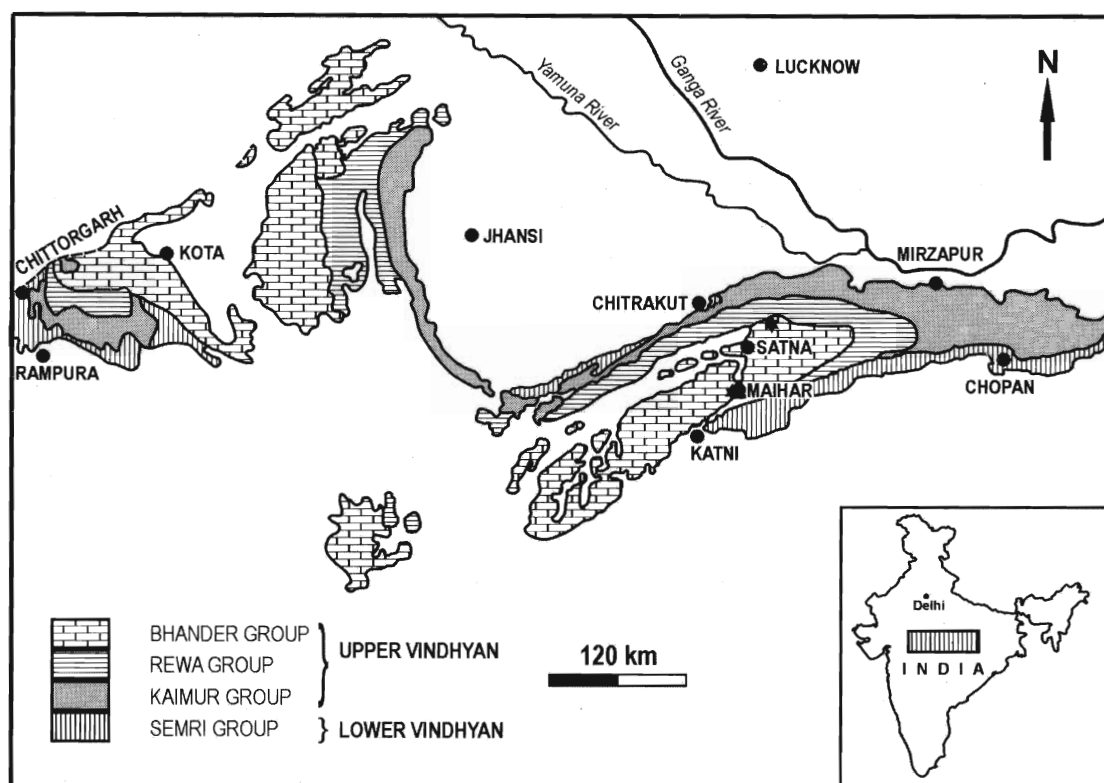 LUCKNOW
N
Yamuna River
Ganga River
CHITTORGARH
KOTA
JHANSI
MIRZAPUR
CHITRAKUT
SATNA
RAMPURA
MAIHAR
CHOPAN
KATNI
Delhi
INDIA
BHANDER GROUP
REWA GROUP
UPPER VINDHYAN
KAIMUR GROUP
SEMRI GROUP
LOWER VINDHYAN
120 km